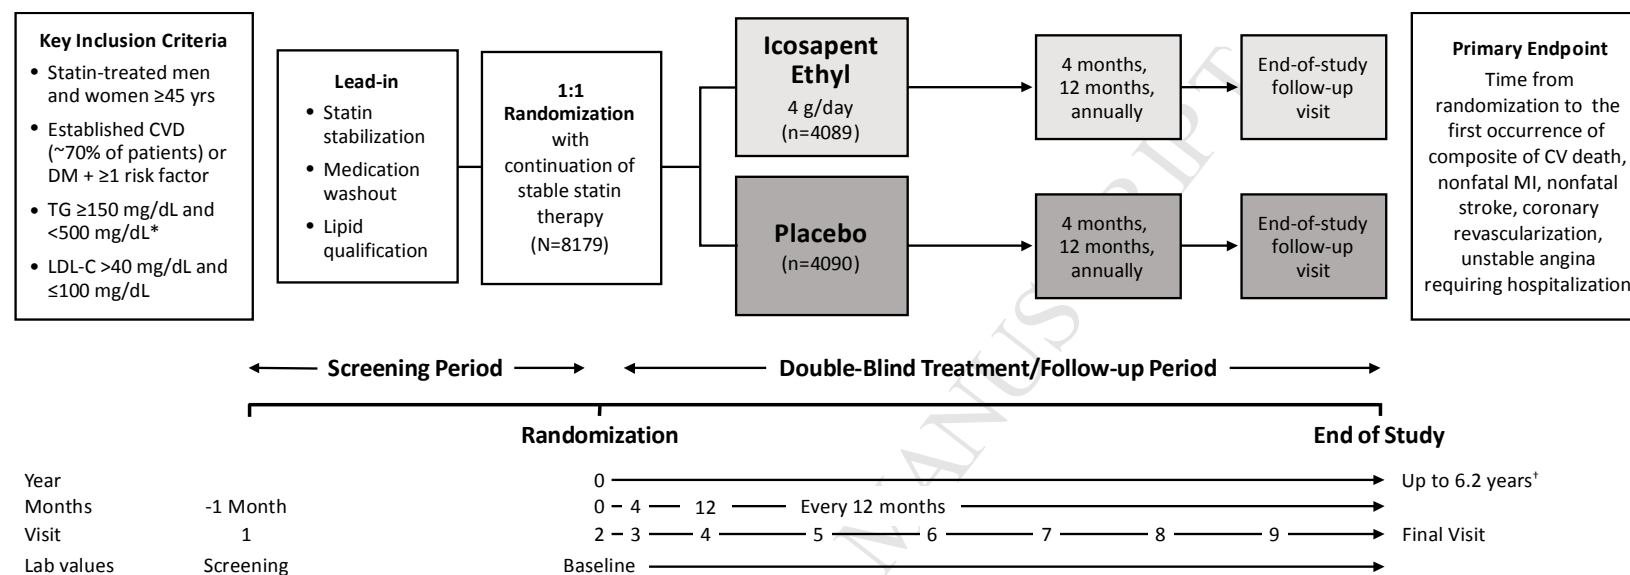 Key Inclusion Criteria
• Statin-treated men
and women ≥45 yrs
• Established CVD
(~70% of patients) or
DM + ≥1 risk factor
• TG ≥150 mg/dL and
<500 mg/dL*
• LDL-C >40 mg/dL and
≤100 mg/dL
Lead-in
• Statin
stabilization
• Medication
washout
• Lipid
qualification
1:1
Randomization
with
continuation of
stable statin
therapy
(N=8179)
Icosapent
Ethyl
4 g/day
(n=4089)
4 months,
12 months,
annually
End-of-study
follow-up
visit
Placebo
(n=4090)
4 months,
12 months,
annually
End-of-study
follow-up
visit
Primary Endpoint
Time from
randomization to the
first occurrence of
composite of CV death,
nonfatal MI, nonfatal
stroke, coronary
revascularization,
unstable angina
requiring hospitalization
Screening Period
Double-Blind Treatment/Follow-up Period
Randomization
End of Study
Year 0 Up to 6.2 years†
Months -1 Month 0 4 12 Every 12 months
Visit 1 2 3 4 5 6 7 8 9 Final Visit
Lab values Screening Baseline